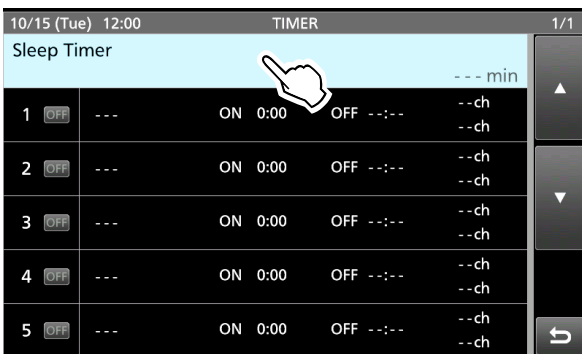 10/15 (Tue) 12:00 TIMER 1/1
Sleep Timer
--- min
1 OFF --- ON 0:00 OFF --:-- --ch
--ch
2 OFF --- ON 0:00 OFF --:-- --ch
--ch
3 OFF --- ON 0:00 OFF --:-- --ch
--ch
4 OFF --- ON 0:00 OFF --:-- --ch
--ch
5 OFF --- ON 0:00 OFF --:-- --ch
--ch